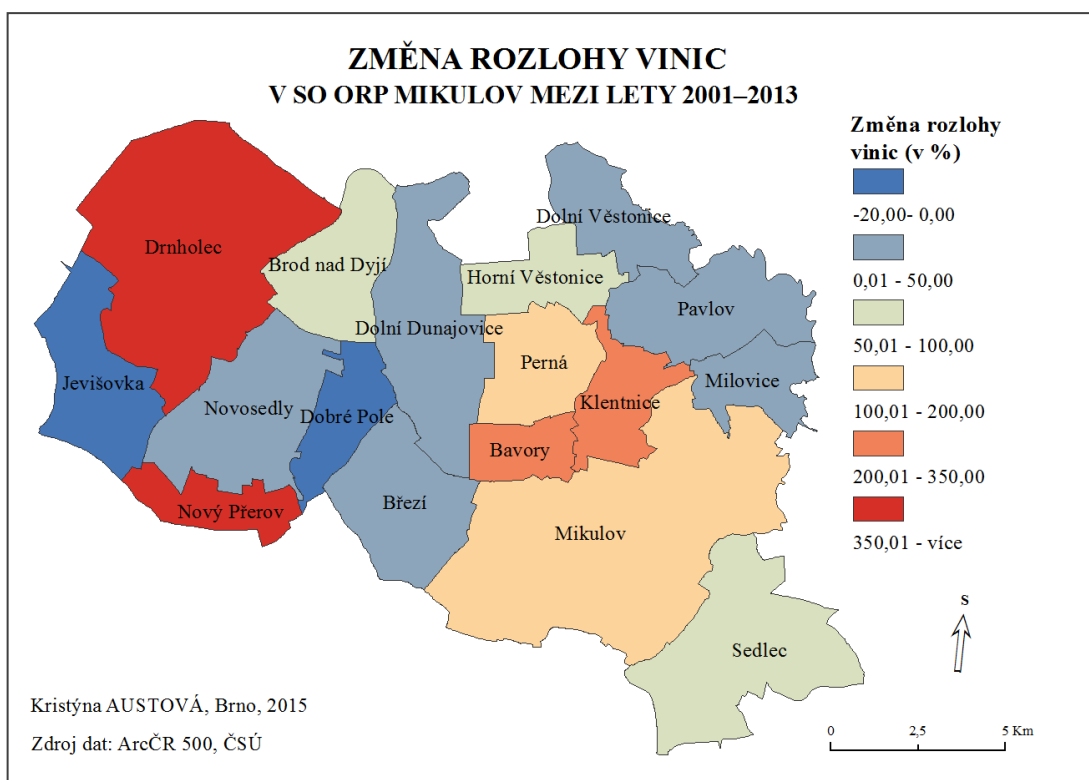 ZMĚNA ROZLOHY VINIC
V SO ORP MIKULOV MEZI LETY 2001–2013
Změna rozlohy
vinic (v %)
-20,00- 0,00
0,01 - 50,00
50,01 - 100,00
100,01 - 200,00
200,01 - 350,00
350,01 - více
Dolní Věstonice
Drnholec
Brod nad Dyjí
Horní Věstonice
Pavlov
Dolní Dunajovice
Perná
Jevišovka
Milovice
Novosedly
Dobré Pole
Klentnice
Bavory
Břeží
Nový Přerov
Mikulov
Sedlec
S
Kristýna AUSTOVÁ, Brno, 2015
Zdroj dat: ArcČR 500, ČSÚ
0 2,5 5 Km